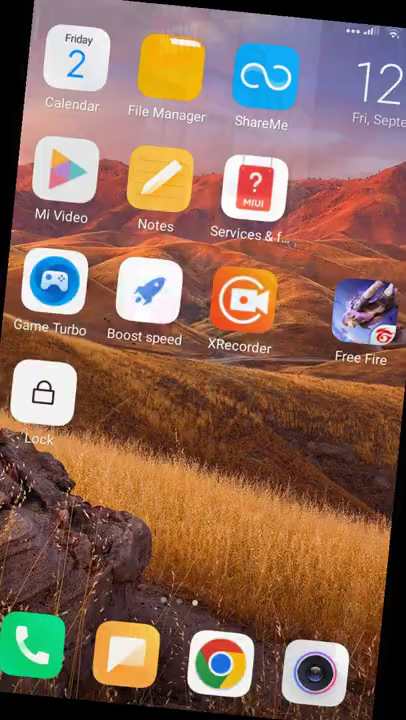 Friday
2
12
Fri, Septe
Calendar
File Manager
ShareMe
?
MIUI
Mi Video
Notes
Services & f...
Game Turbo
Boost speed
XRecorder
Free Fire
Lock